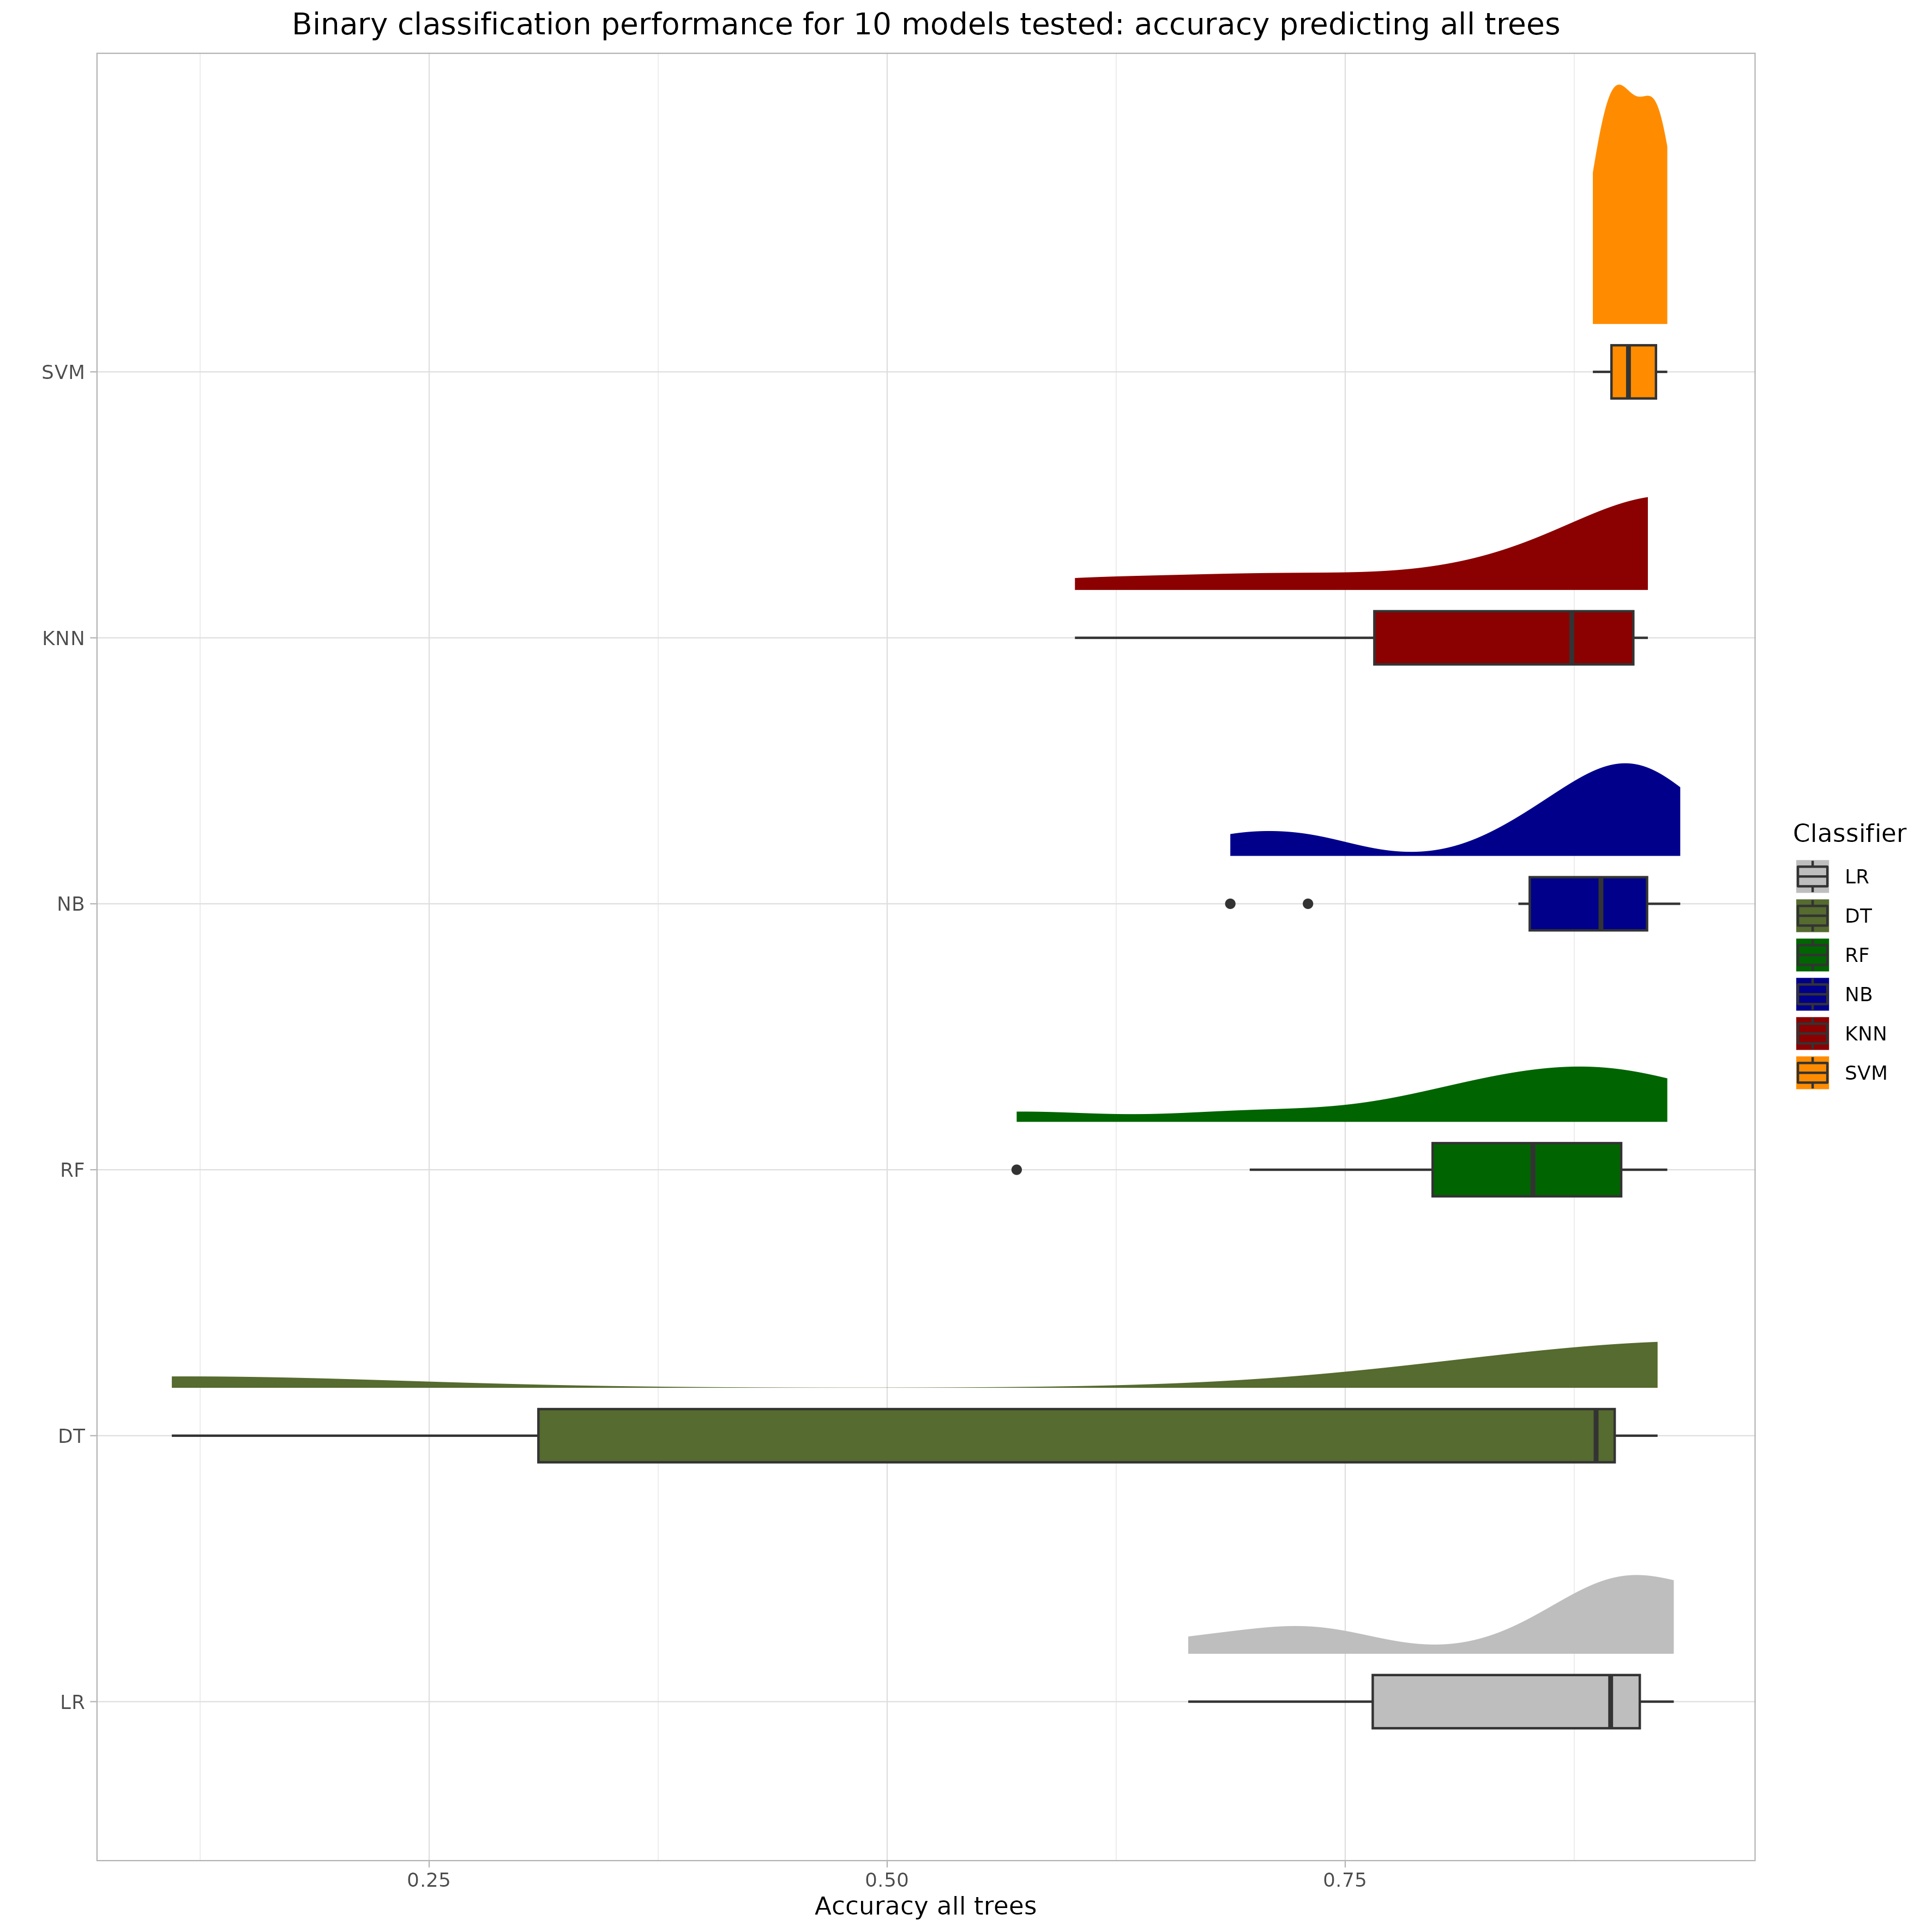 Binary classification performance for 10 models tested: accuracy predicting all trees
SVM
KNN
NB
RF
DT
LR
0.25
0.50
0.75
Accuracy all trees
Classifier
LR
DT
RF
NB
KNN
SVM